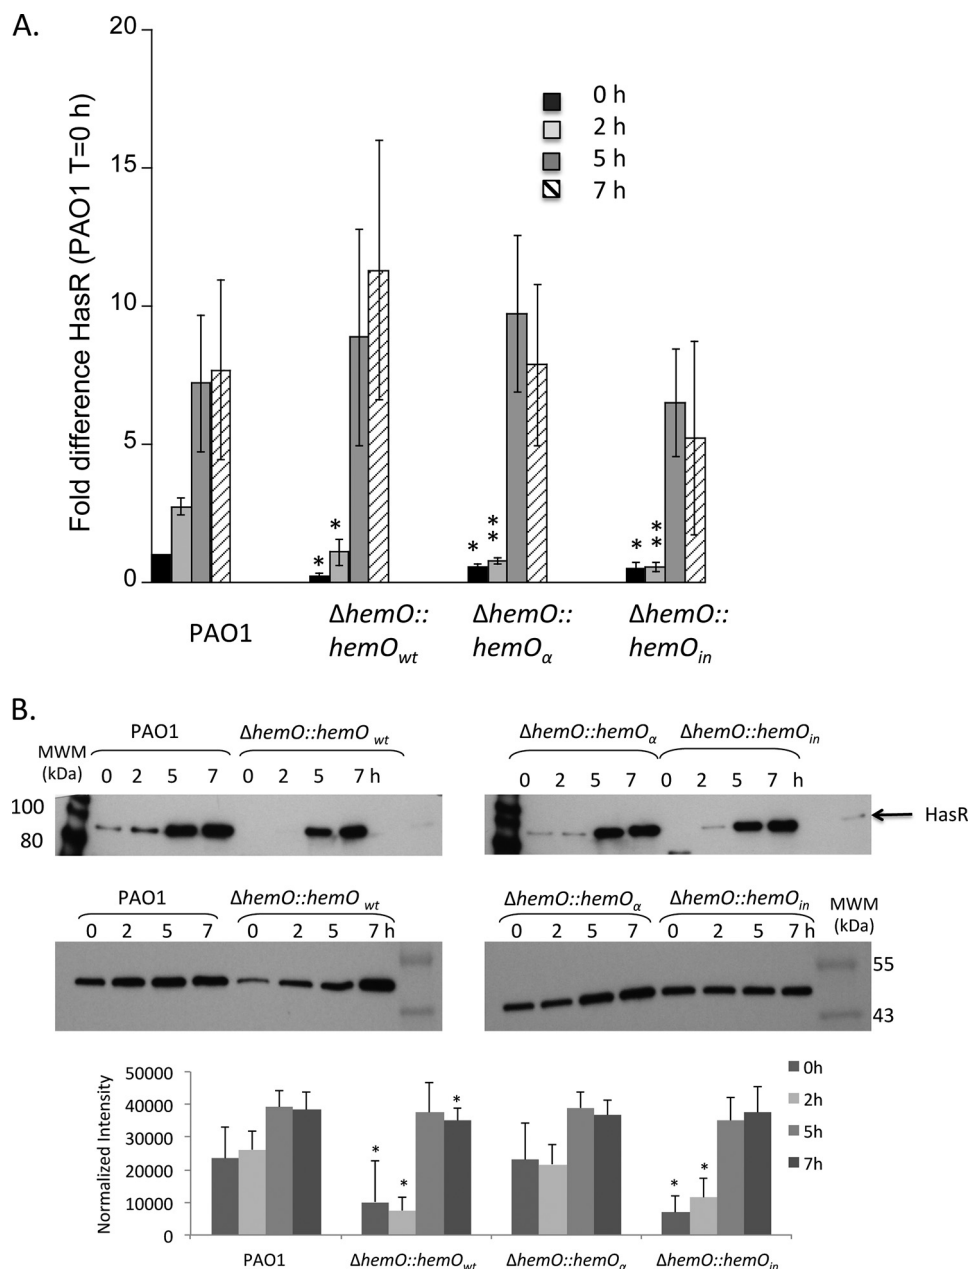 A.
20
15
10
5
0
Fold difference HasR (PAO1 T=0 h)
0 h
2 h
5 h
7 h
* * * ** * **
PAO1
ΔhemO::
hemOwt
ΔhemO::
hemOα
ΔhemO::
hemOin
B.
PAO1 ΔhemO::hemO wt
MWM
(kDa)
0 2 5 7 0 2 5 7 h
100
80
ΔhemO::hemOα ΔhemO::hemOin
0 2 5 7 0 2 5 7 h
HasR
PAO1 ΔhemO::hemO wt
0 2 5 7 0 2 5 7 h
ΔhemO::hemOα ΔhemO::hemOin
MWM
(kDa)
0 2 5 7 0 2 5 7 h
55
43
Normalized Intensity
50000
40000
30000
20000
10000
0
* * * * *
0h
2h
5h
7h
PAO1 ΔhemO::hemOwt ΔhemO::hemOα ΔhemO::hemOin